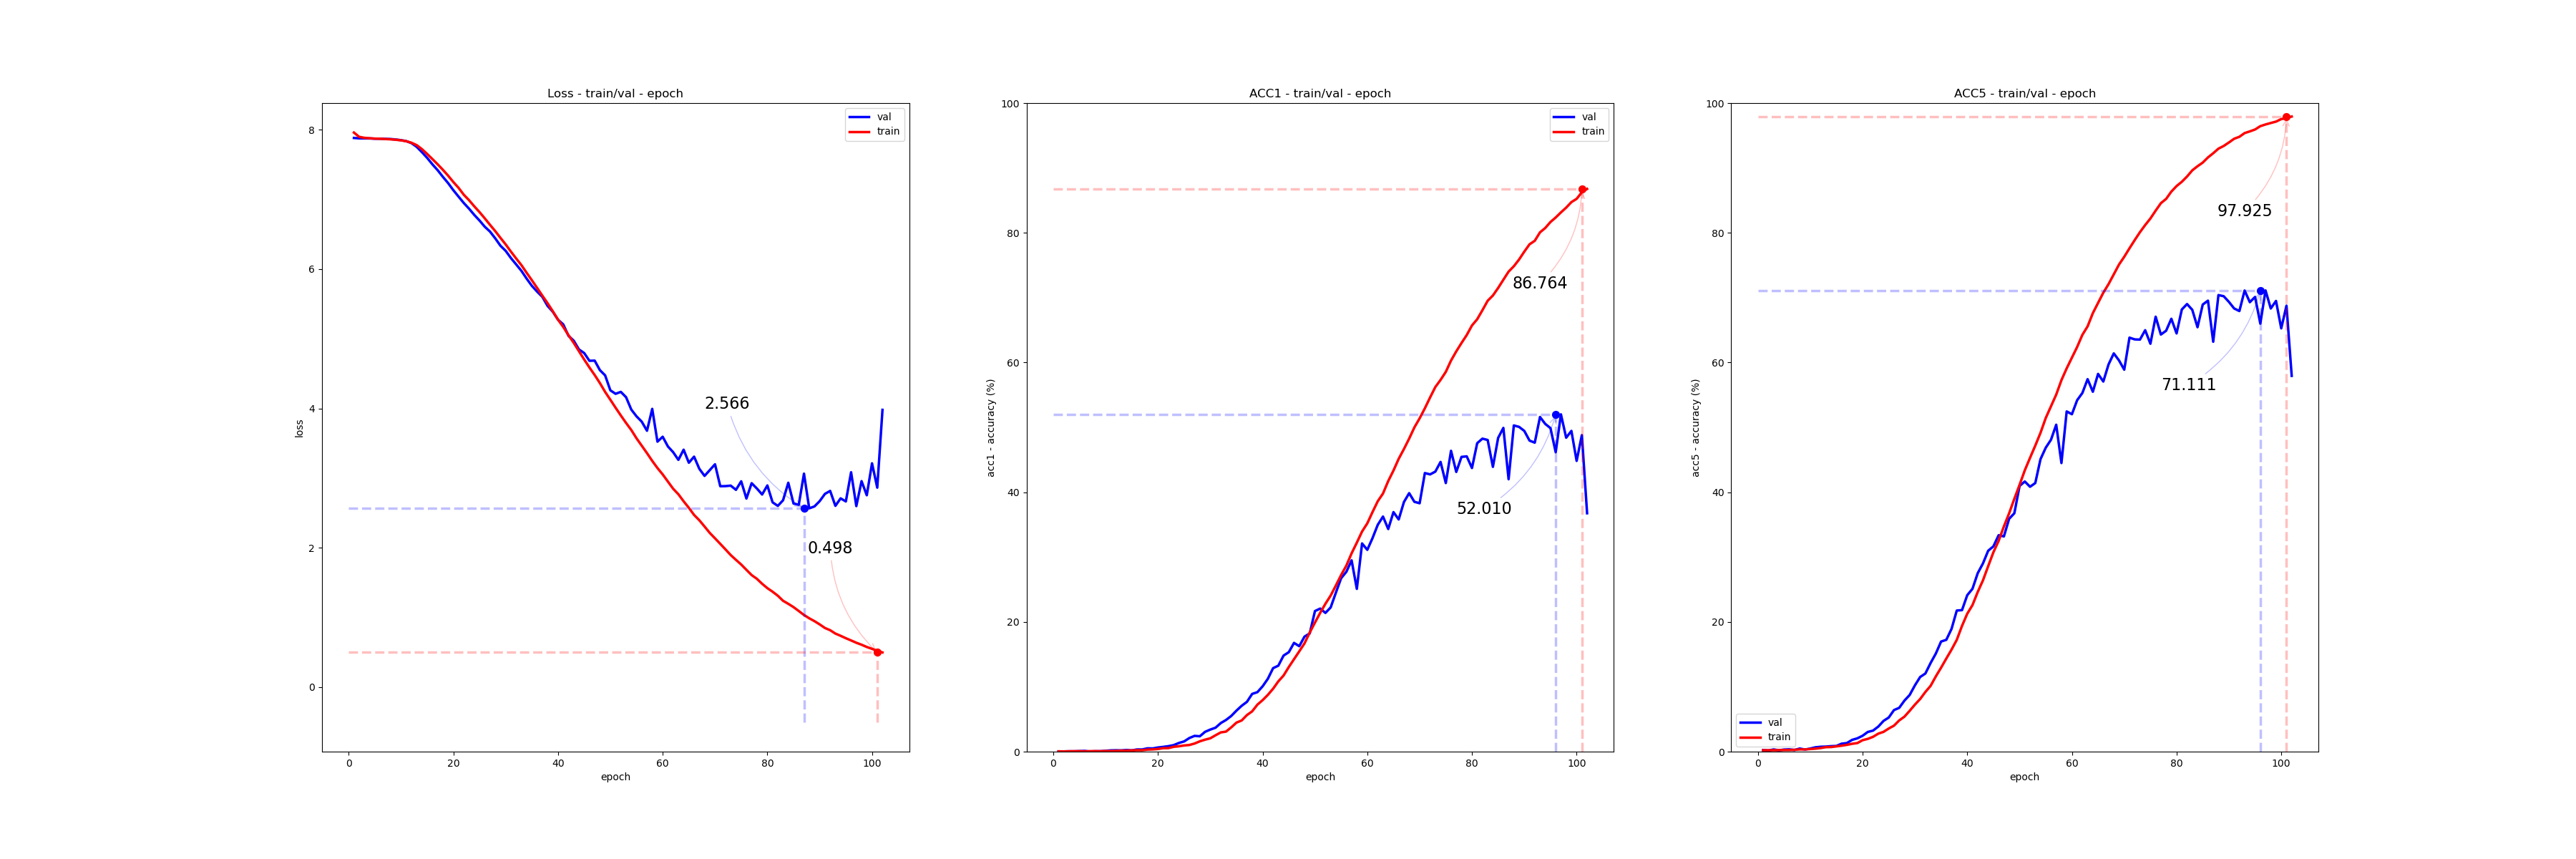 Loss - train/val - epoch
val
train
8
6
4
2
0
loss
2.566
0.498
0 20 40 60 80 100
epoch
ACC1 - train/val - epoch
val
train
100
80
60
40
20
0
acc1 - accuracy (%)
86.764
52.010
0 20 40 60 80 100
epoch
ACC5 - train/val - epoch
100
80
60
40
20
0
acc5 - accuracy (%)
97.925
71.111
val
train
0 20 40 60 80 100
epoch